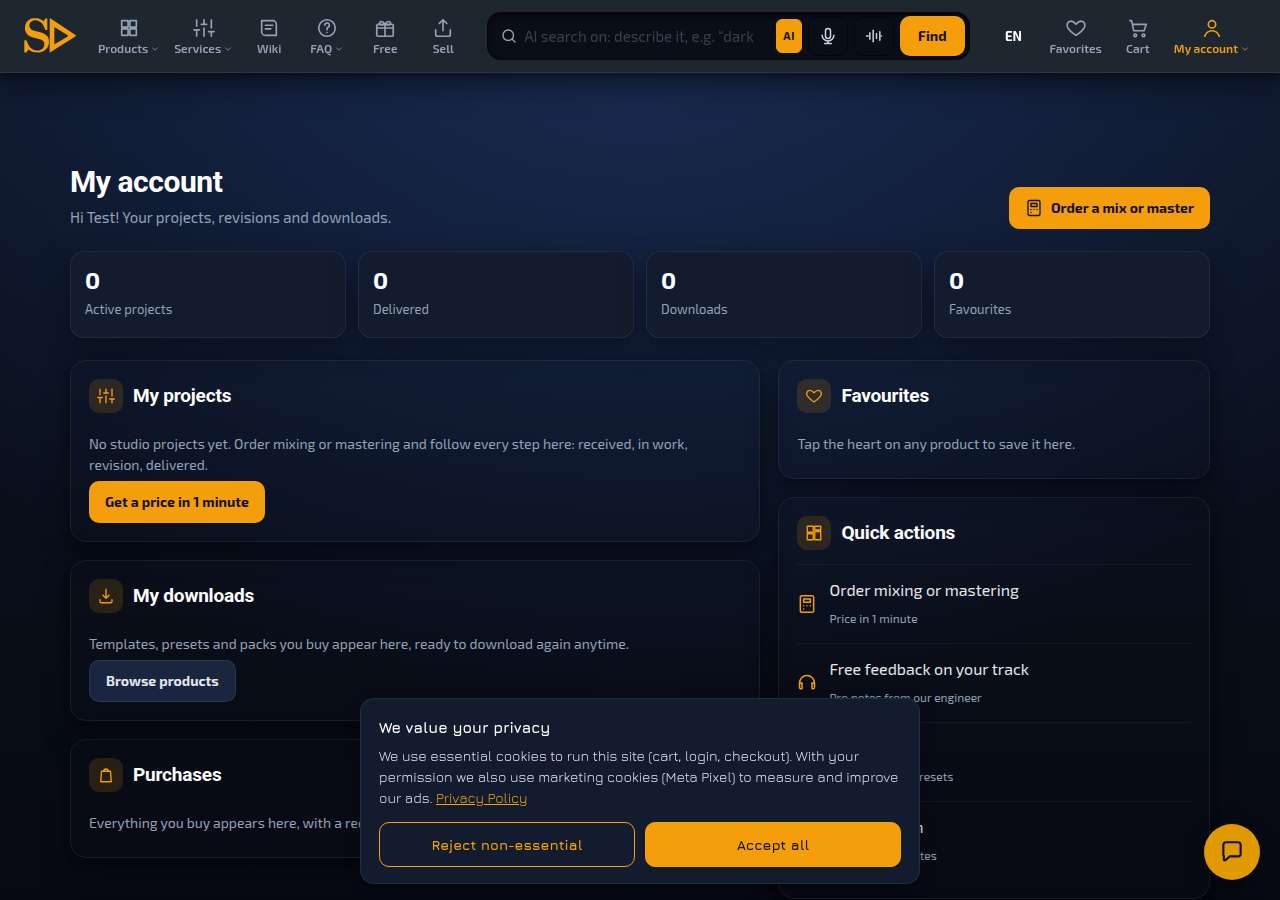 SD
Products
Services
Wiki
FAQ
Free
Sell
AI search on: describe it, e.g. "dark
AI
Find
EN
Favorites
Cart
My account
My account
Hi Test! Your projects, revisions and downloads.
Order a mix or master
0
Active projects
0
Delivered
0
Downloads
0
Favourites
My projects
No studio projects yet. Order mixing or mastering and follow every step here: received, in work,
revision, delivered.
Get a price in 1 minute
My downloads
Templates, presets and packs you buy appear here, ready to download again anytime.
Browse products
Purchases
Everything you buy appears here, with a
Favourites
Tap the heart on any product to save it here.
Quick actions
Order mixing or mastering
Price in 1 minute
Free feedback on your track
Pro notes from our engineer
We value your privacy
We use essential cookies to run this site (cart, login, checkout). With your
permission we also use marketing cookies (Meta Pixel) to measure and improve
our ads. Privacy Policy
Reject non-essential
Accept all